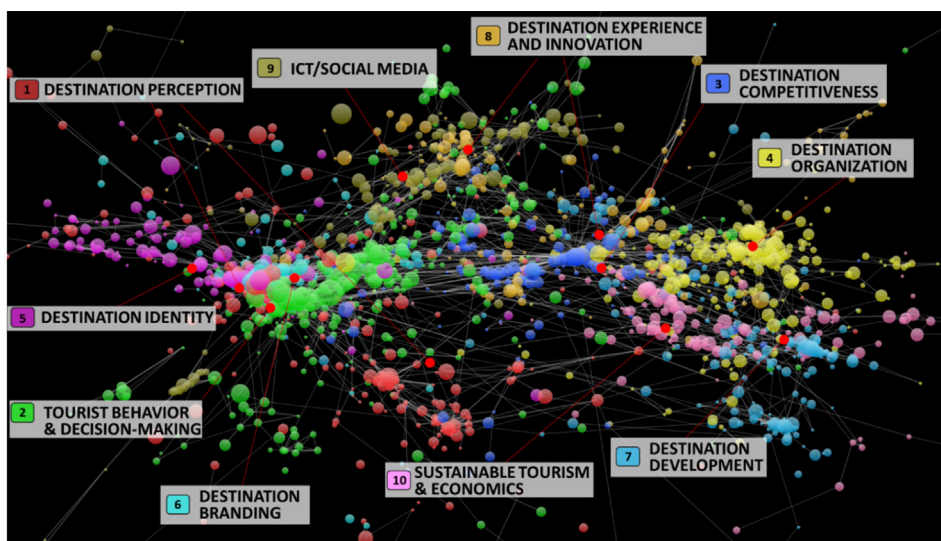 8 DESTINATION EXPERIENCE
AND INNOVATION
9 ICT/SOCIAL MEDIA
1 DESTINATION PERCEPTION
3 DESTINATION
COMPETITIVENESS
4 DESTINATION
ORGANIZATION
5 DESTINATION IDENTITY
2 TOURIST BEHAVIOR
& DECISION-MAKING
7 DESTINATION
DEVELOPMENT
10 SUSTAINABLE TOURISM
& ECONOMICS
6 DESTINATION
BRANDING